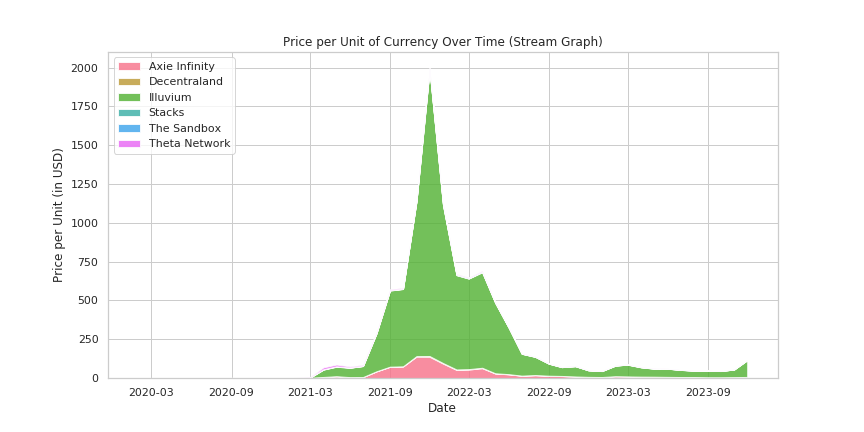 Price per Unit of Currency Over Time (Stream Graph)
2000
1750
1500
1250
1000
750
500
250
0
Price per Unit (in USD)
Axie Infinity
Decentraland
Illuvium
Stacks
The Sandbox
Theta Network
2020-03
2020-09
2021-03
2021-09
2022-03
2022-09
2023-03
2023-09
Date